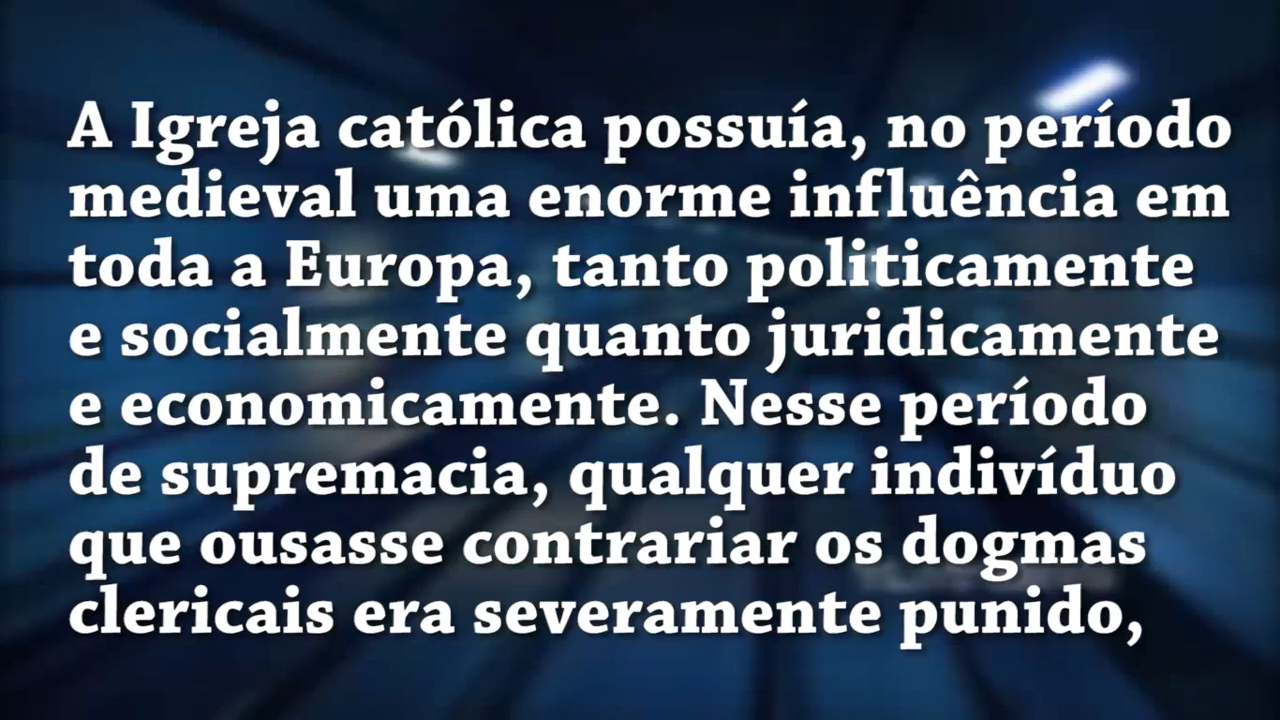 A Igreja católica possuía, no período
medieval uma enorme influência em
toda a Europa, tanto politicamente
e socialmente quanto juridicamente
e economicamente. Nesse período
de supremacia, qualquer indivíduo
que ousasse contrariar os dogmas
clericais era severamente punido,